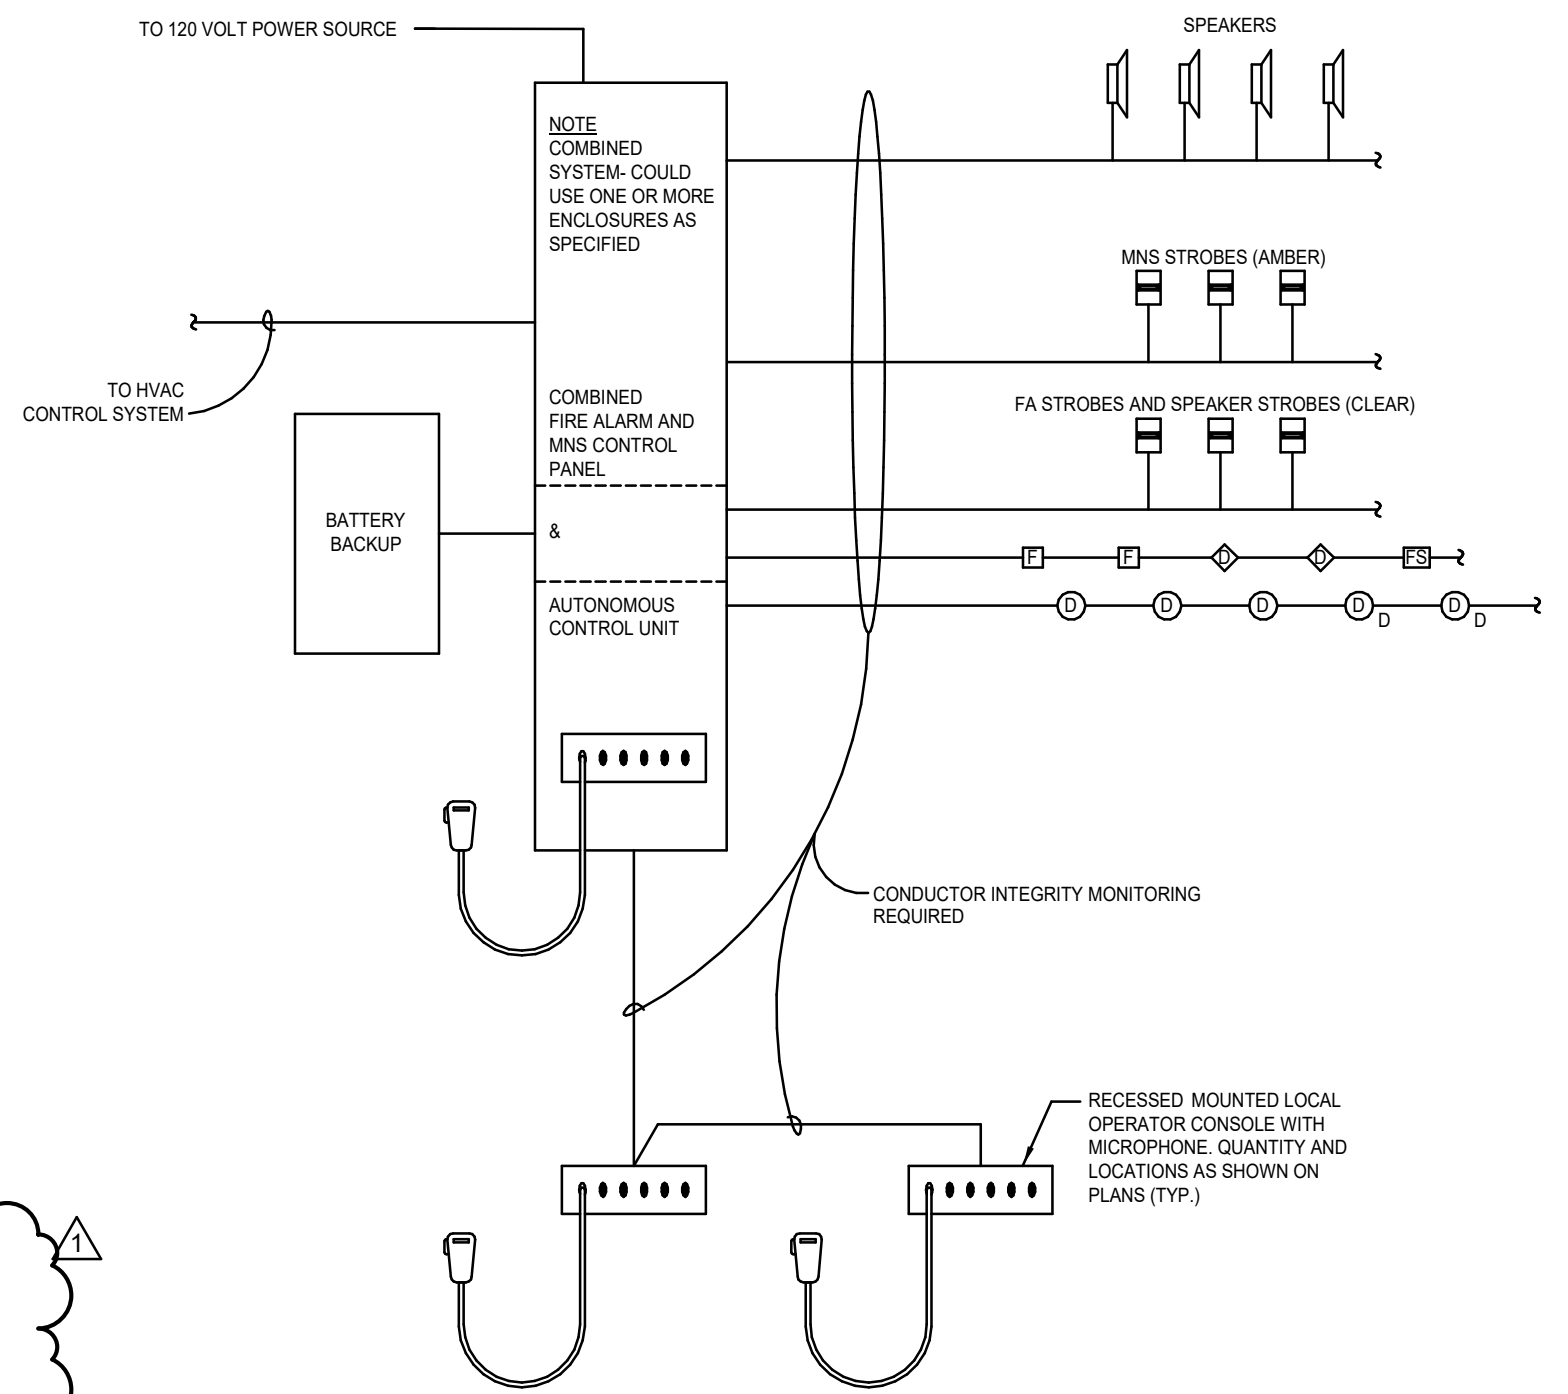 TO 120 VOLT POWER SOURCE
SPEAKERS
NOTE
COMBINED
SYSTEM- COULD
USE ONE OR MORE
ENCLOSURES AS
SPECIFIED
MNS STROBES (AMBER)
TO HVAC
CONTROL SYSTEM
COMBINED
FIRE ALARM AND
MNS CONTROL
PANEL
FA STROBES AND SPEAKER STROBES (CLEAR)
BATTERY
BACKUP
&
F F D D FS
AUTONOMOUS
CONTROL UNIT
D D D D D
D D
CONDUCTOR INTEGRITY MONITORING
REQUIRED
RECESSED MOUNTED LOCAL
OPERATOR CONSOLE WITH
MICROPHONE. QUANTITY AND
LOCATIONS AS SHOWN ON
PLANS (TYP.)
1